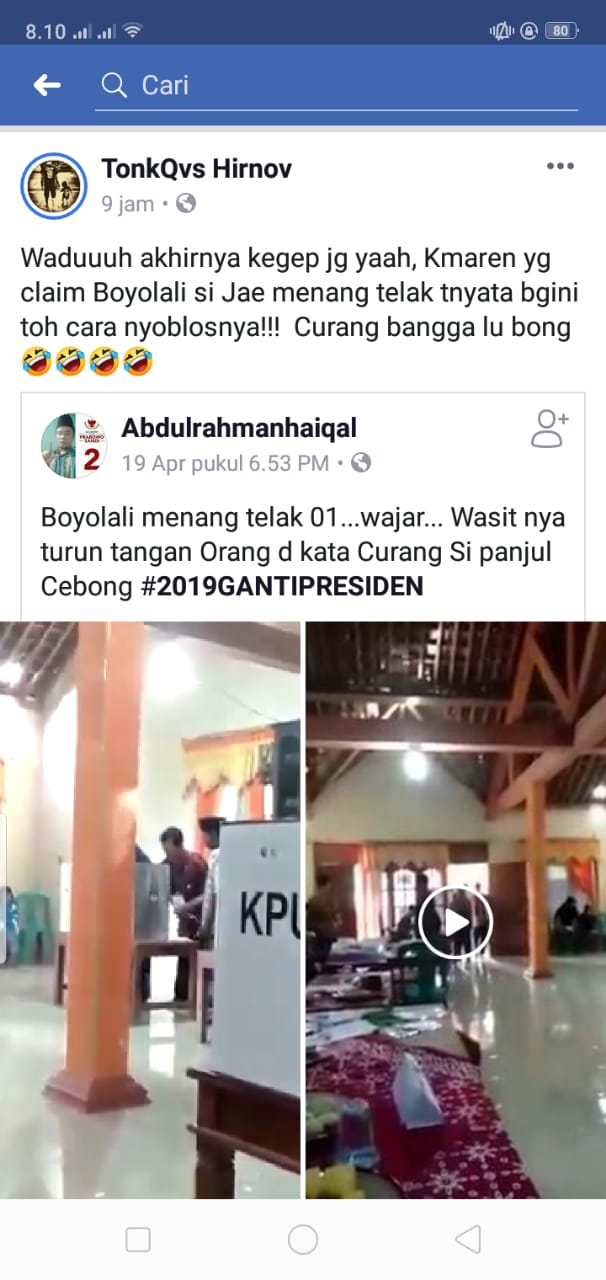 8.10
80
Cari
TonkQvs Hirnov
9 jam
Waduuuh akhirnya kegep jg yaah, Kmaren yg
claim Boyolali si Jae menang telak tnyata bgini
toh cara nyoblosnya!!! Curang bangga lu bong
🤣🤣🤣🤣
Abdulrahmanhaiqal
PRABOWO
SANDI
2
19 Apr pukul 6.53 PM
Boyolali menang telak 01...wajar... Wasit nya
turun tangan Orang d kata Curang Si panjul
Cebong #2019GANTIPRESIDEN
KPU